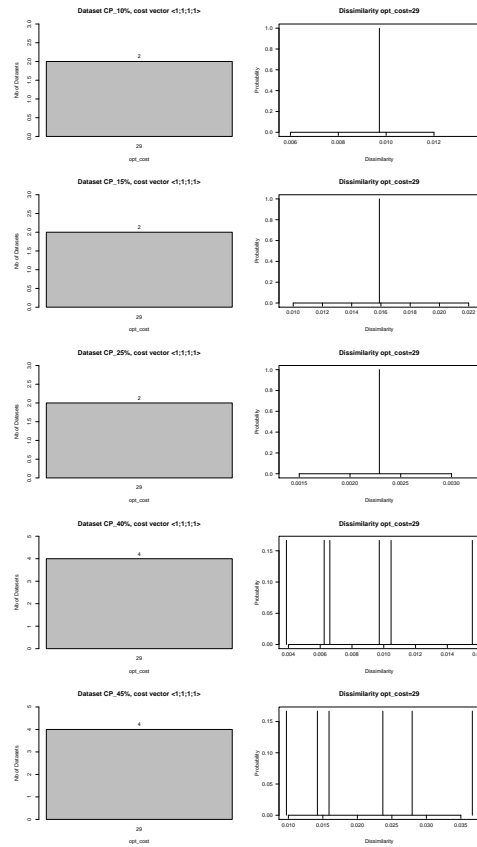 Dataset CP_10%, cost vector <1;1;1;1>
Nb of Datasets
0.0 0.5 1.0 1.5 2.0 2.5 3.0
2
29
opt_cost
Dissimilarity opt_cost=29
Probability
0.0 0.2 0.4 0.6 0.8 1.0
0.006 0.008 0.010 0.012
Dissimilarity
Dataset CP_15%, cost vector <1;1;1;1>
Nb of Datasets
0.0 0.5 1.0 1.5 2.0 2.5 3.0
2
29
opt_cost
Dissimilarity opt_cost=29
Probability
0.0 0.2 0.4 0.6 0.8 1.0
0.010 0.012 0.014 0.016 0.018 0.020 0.022
Dissimilarity
Dataset CP_25%, cost vector <1;1;1;1>
Nb of Datasets
0.0 0.5 1.0 1.5 2.0 2.5 3.0
2
29
opt_cost
Dissimilarity opt_cost=29
Probability
0.0 0.2 0.4 0.6 0.8 1.0
0.0015 0.0020 0.0025 0.0030
Dissimilarity
Dataset CP_40%, cost vector <1;1;1;1>
Nb of Datasets
0 1 2 3 4 5
4
29
opt_cost
Dissimilarity opt_cost=29
Probability
0.00 0.05 0.10 0.15
0.004 0.006 0.008 0.010 0.012 0.014
Dissimilarity
Dataset CP_45%, cost vector <1;1;1;1>
Nb of Datasets
0 1 2 3 4 5
4
29
opt_cost
Dissimilarity opt_cost=29
Probability
0.00 0.05 0.10 0.15
0.010 0.015 0.020 0.025 0.030 0.035
Dissimilarity